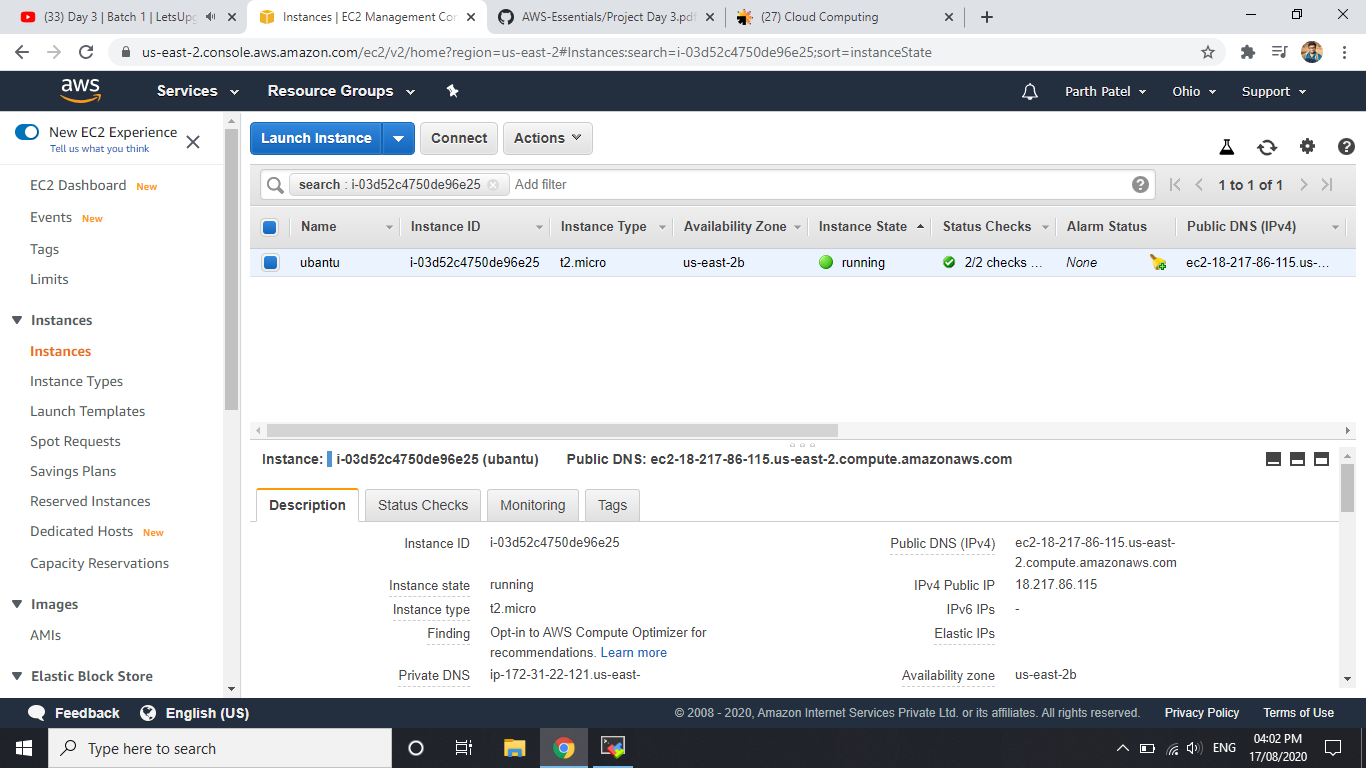 (33) Day 3 | Batch 1 | LetsUpg
Instances | EC2 Management Con
AWS-Essentials/Project Day 3.pdf
(27) Cloud Computing
us-east-2.console.aws.amazon.com/ec2/v2/home?region=us-east-2#Instances:search=i-03d52c4750de96e25;sort=instanceState
aws
Services
Resource Groups
Parth Patel
Ohio
Support
New EC2 Experience
Tell us what you think
EC2 Dashboard New
Events New
Tags
Limits
Instances
Instances
Instance Types
Launch Templates
Spot Requests
Savings Plans
Reserved Instances
Dedicated Hosts New
Capacity Reservations
Images
AMIs
Elastic Block Store
Launch Instance
Connect
Actions
search : i-03d52c4750de96e25
Add filter
1 to 1 of 1
Name Instance ID Instance Type Availability Zone Instance State Status Checks Alarm Status Public DNS (IPv4)
ubantu i-03d52c4750de96e25 t2.micro us-east-2b running 2/2 checks ... None ec2-18-217-86-115.us-...
Instance: i-03d52c4750de96e25 (ubantu) Public DNS: ec2-18-217-86-115.us-east-2.compute.amazonaws.com
Description
Status Checks
Monitoring
Tags
Instance ID i-03d52c4750de96e25
Instance state running
Instance type t2.micro
Finding Opt-in to AWS Compute Optimizer for
recommendations. Learn more
Private DNS ip-172-31-22-121.us-east-
Public DNS (IPv4) ec2-18-217-86-115.us-east-
2.compute.amazonaws.com
IPv4 Public IP 18.217.86.115
IPv6 IPs -
Elastic IPs
Availability zone us-east-2b
Feedback
English (US)
© 2008 - 2020, Amazon Internet Services Private Ltd. or its affiliates. All rights reserved.
Privacy Policy
Terms of Use
Type here to search
ENG
04:02 PM
17/08/2020